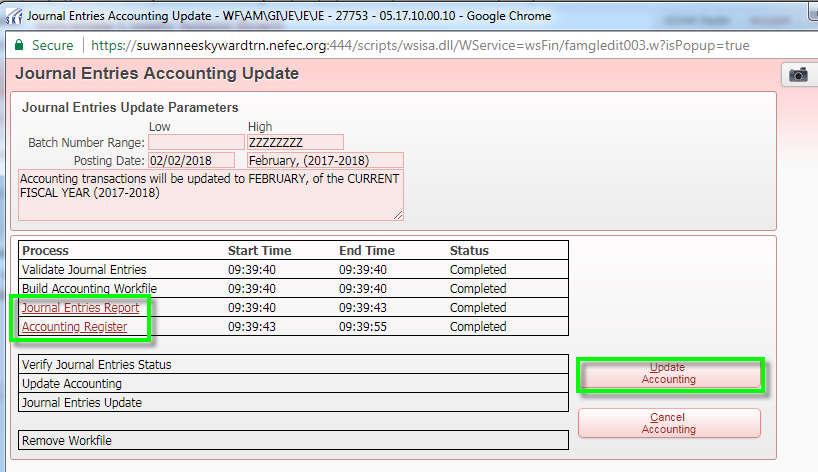 Journal Entries Accounting Update - WF\AM\GI\JE\JE\JE - 27753 - 05.17.10.00.10 - Google Chrome
Secure https://suwanneeskywardtrn.nefec.org:444/scripts/wsisa.dll/WService=wsFin/famgledit003.w?isPopup=true
Journal Entries Accounting Update
Journal Entries Update Parameters
Low High
Batch Number Range: ZZZZZZZZ
Posting Date: 02/02/2018 February, (2017-2018)
Accounting transactions will be updated to FEBRUARY, of the CURRENT
FISCAL YEAR (2017-2018)
Process Start Time End Time Status
Validate Journal Entries 09:39:40 09:39:40 Completed
Build Accounting Workfile 09:39:40 09:39:40 Completed
Journal Entries Report 09:39:40 09:39:43 Completed
Accounting Register 09:39:43 09:39:55 Completed
Verify Journal Entries Status
Update Accounting
Journal Entries Update
Remove Workfile
Update
Accounting
Cancel
Accounting